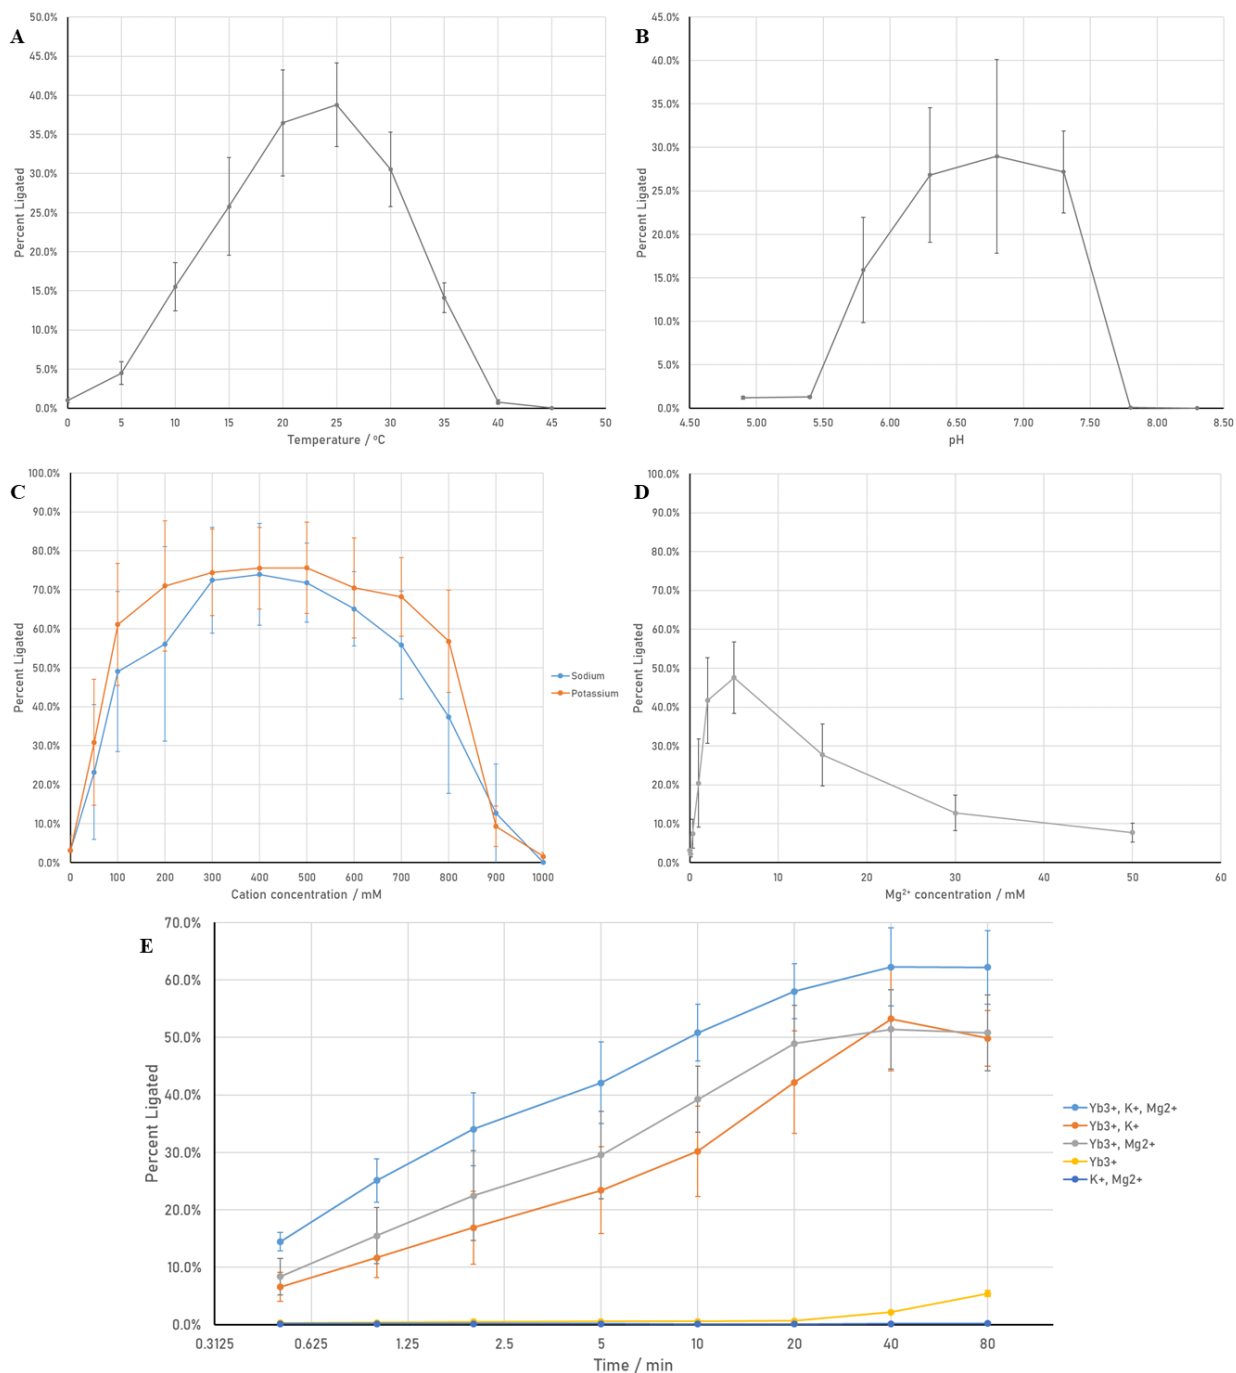 A
50.0%
45.0%
40.0%
35.0%
30.0%
25.0%
20.0%
15.0%
10.0%
5.0%
0.0%
Percent Ligated
0 5 10 15 20 25 30 35 40 45 50
Temperature / °C
B
45.0%
40.0%
35.0%
30.0%
25.0%
20.0%
15.0%
10.0%
5.0%
0.0%
Percent Ligated
4.50 5.00 5.50 6.00 6.50 7.00 7.50 8.00 8.50
pH
C
100.0%
90.0%
80.0%
70.0%
60.0%
50.0%
40.0%
30.0%
20.0%
10.0%
0.0%
Percent Ligated
0 100 200 300 400 500 600 700 800 900 1000
Cation concentration / mM
Sodium
Potassium
D
100.0%
90.0%
80.0%
70.0%
60.0%
50.0%
40.0%
30.0%
20.0%
10.0%
0.0%
Percent Ligated
0 10 20 30 40 50 60
Mg²⁺ concentration / mM
E
70.0%
60.0%
50.0%
40.0%
30.0%
20.0%
10.0%
0.0%
Percent Ligated
0.3125 0.625 1.25 2.5 5 10 20 40 80
Time / min
Yb3+, K+, Mg2+
Yb3+, K+
Yb3+, Mg2+
Yb3+
K+, Mg2+